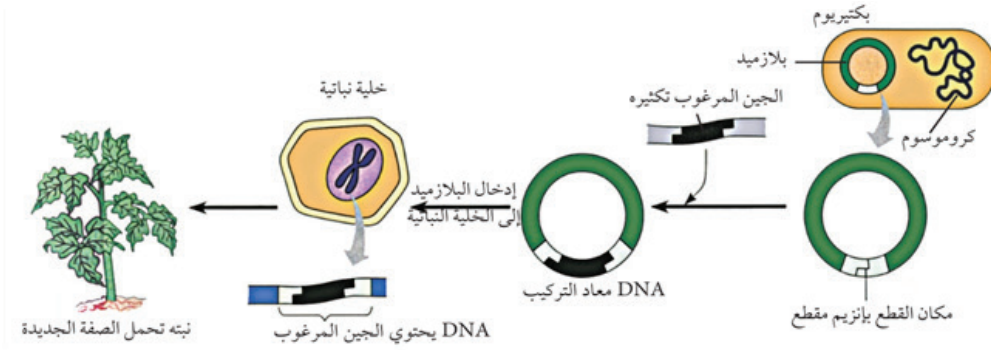 بكتيريوم
بلازميد
كروموسوم
مكان القطع بإنزيم مقطع
الجين المرغوب تكثيره
DNA معاد التركيب
إدخال البلازميد
إلى الخلية النباتية
خلية نباتية
DNA يحتوي الجين المرغوب
نبته تحمل الصفة الجديدة